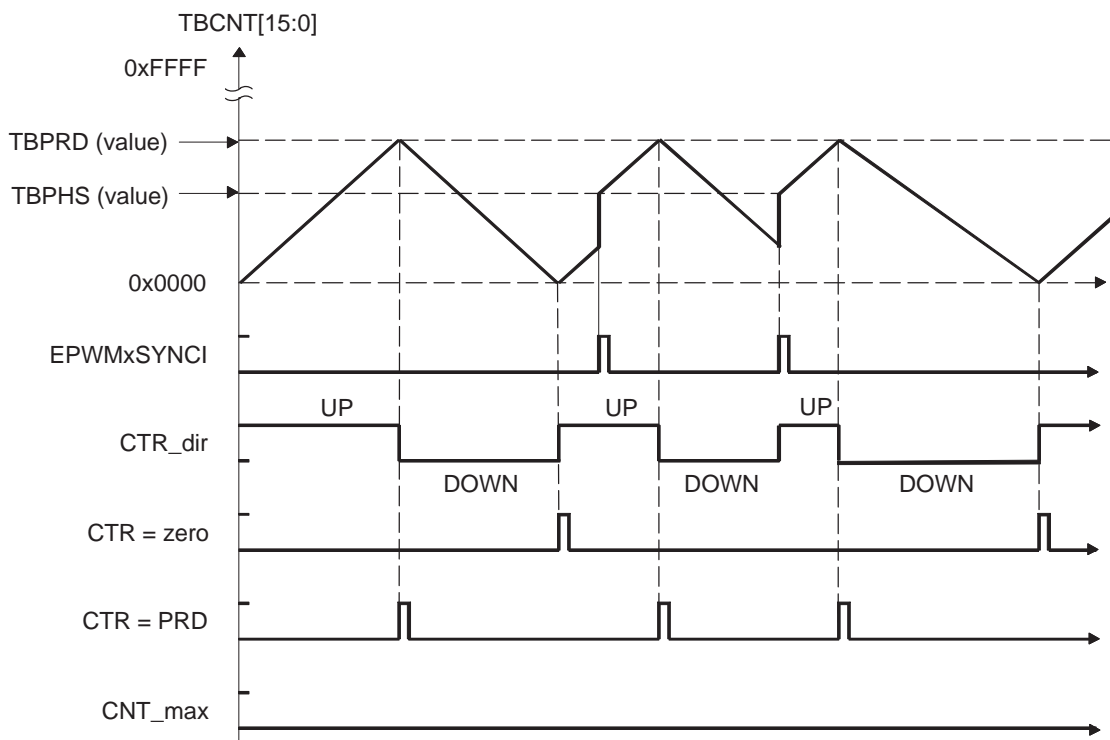 TBCNT[15:0]
0xFFFF
TBPRD (value)
TBPHS (value)
0x0000
EPWMxSYNCI
UP
UP
UP
CTR_dir
DOWN
DOWN
DOWN
CTR = zero
CTR = PRD
CNT_max